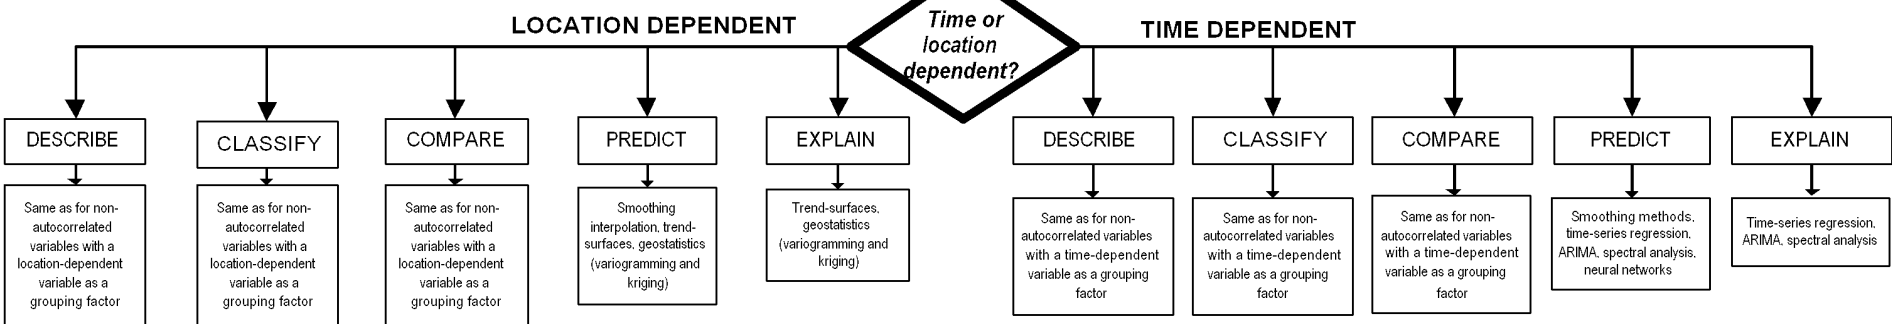 LOCATION DEPENDENT
Time or
location
dependent?
TIME DEPENDENT
DESCRIBE
CLASSIFY
COMPARE
PREDICT
EXPLAIN
DESCRIBE
CLASSIFY
COMPARE
PREDICT
EXPLAIN
Same as for non-
autocorrelated
variables with a
location-dependent
variable as a
grouping factor
Same as for non-
autocorrelated
variables with a
location-dependent
variable as a
grouping factor
Same as for non-
autocorrelated
variables with a
location-dependent
variable as a
grouping factor
Smoothing
interpolation, trend-
surfaces, geostatistics
(variogramming and
kriging)
Trend-surfaces,
geostatistics
(variogramming and
kriging)
Same as for non-
autocorrelated variables
with a time-dependent
variable as a grouping
factor
Same as for non-
autocorrelated variables
with a time-dependent
variable as a grouping
factor
Same as for non-
autocorrelated variables
with a time-dependent
variable as a grouping
factor
Smoothing methods,
time-series regression,
ARIMA, spectral analysis,
neural networks
Time-series regression,
ARIMA, spectral analysis